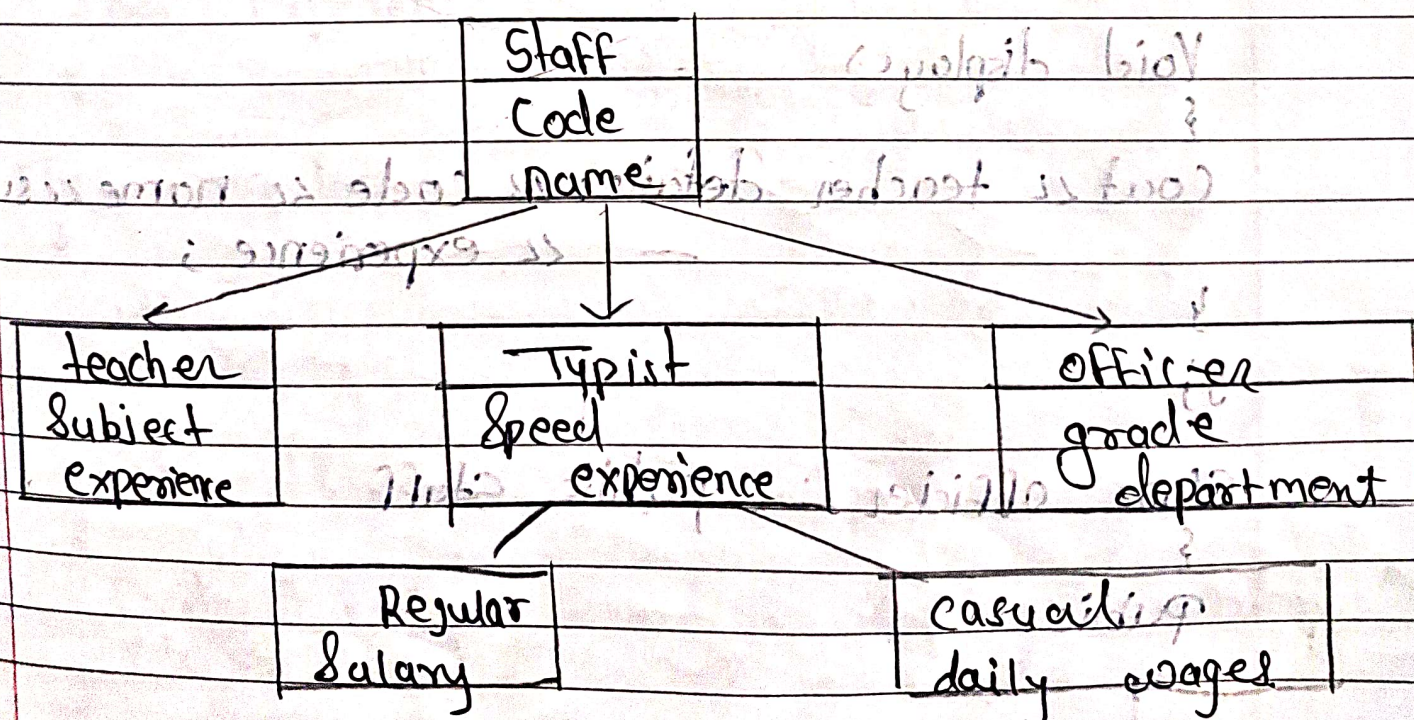 Staff
Code
name
teacher
Subject
experience
Typist
Speed
experience
officer
grade
department
Regular
Salary
casual
daily wages